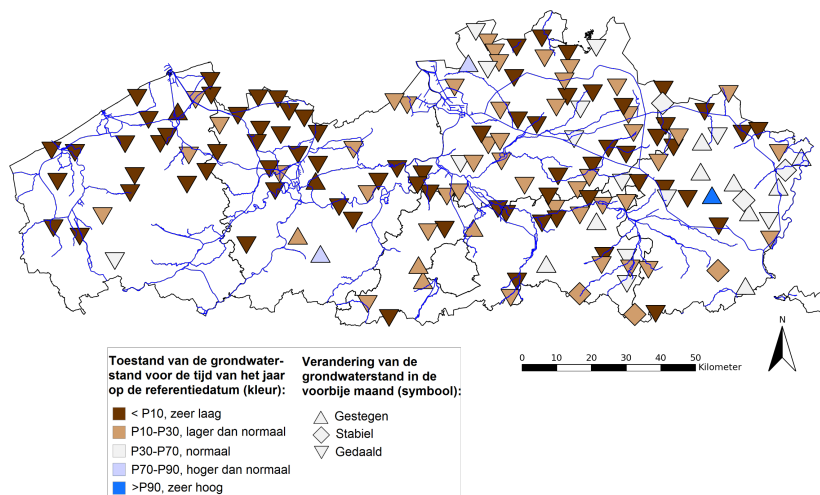 N
0 10 20 30 40 50
Kilometer
Toestand van de grondwater-
stand voor de tijd van het jaar
op de referentiedatum (kleur):
< P10, zeer laag
P10-P30, lager dan normaal
P30-P70, normaal
P70-P90, hoger dan normaal
>P90, zeer hoog
Verandering van de
grondwaterstand in de
voorbije maand (symbool):
Gestegen
Stabiel
Gedaald